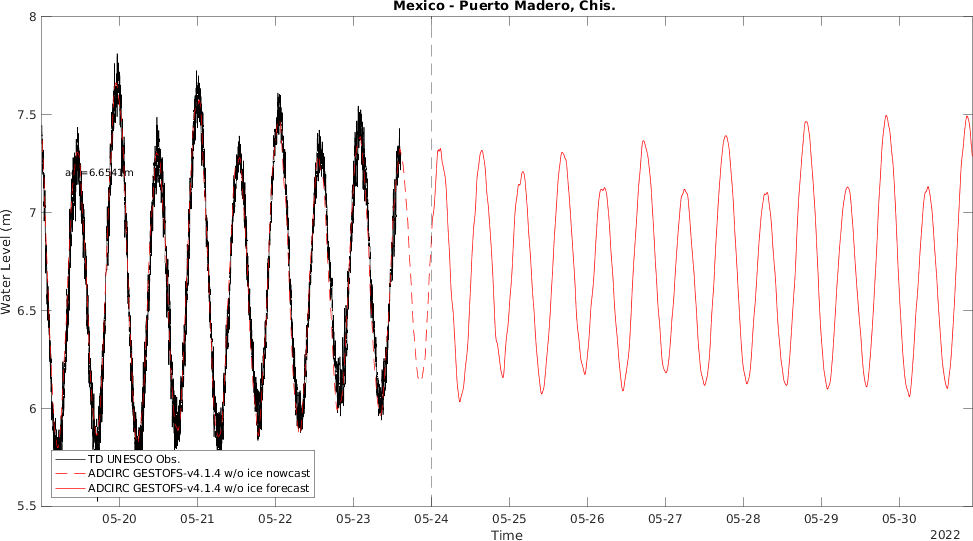 Mexico - Puerto Madero, Chis.
8
7.5
7
6.5
6
5.5
Water Level (m)
=6.6541m
TD UNESCO Obs.
ADCIRC GESTOFS-v4.1.4 w/o ice nowcast
ADCIRC GESTOFS-v4.1.4 w/o ice forecast
05-20 05-21 05-22 05-23 05-24 05-25 05-26 05-27 05-28 05-29 05-30
Time
2022